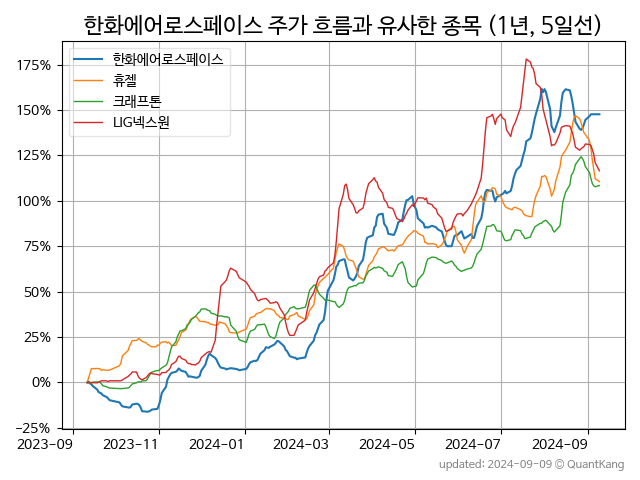 한화에어로스페이스 주가 흐름과 유사한 종목 (1년, 5일선)
한화에어로스페이스
휴젤
크래프톤
LIG넥스원
175%
150%
125%
100%
75%
50%
25%
0%
−25%
2023-09 2023-11 2024-01 2024-03 2024-05 2024-07 2024-09
updated: 2024-09-09 © QuantKang